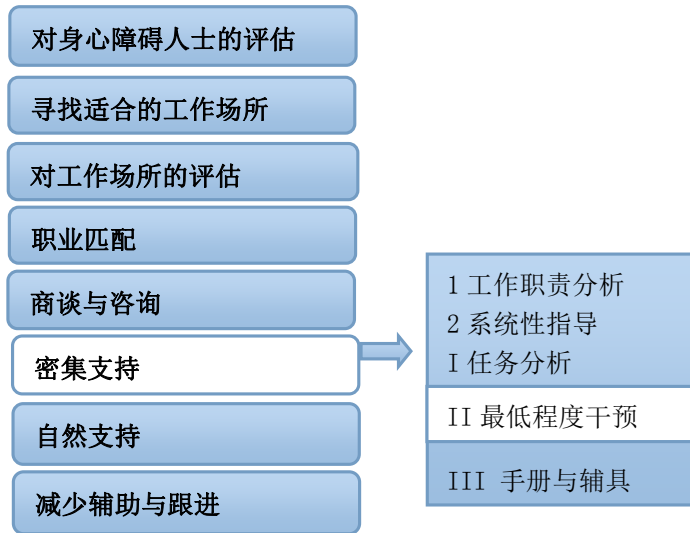 对身心障碍人士的评估
寻找适合的工作场所
对工作场所的评估
职业匹配
商谈与咨询
密集支持
自然支持
减少辅助与跟进
1 工作职责分析
2 系统性指导
I 任务分析
II 最低程度干预
III 手册与辅具